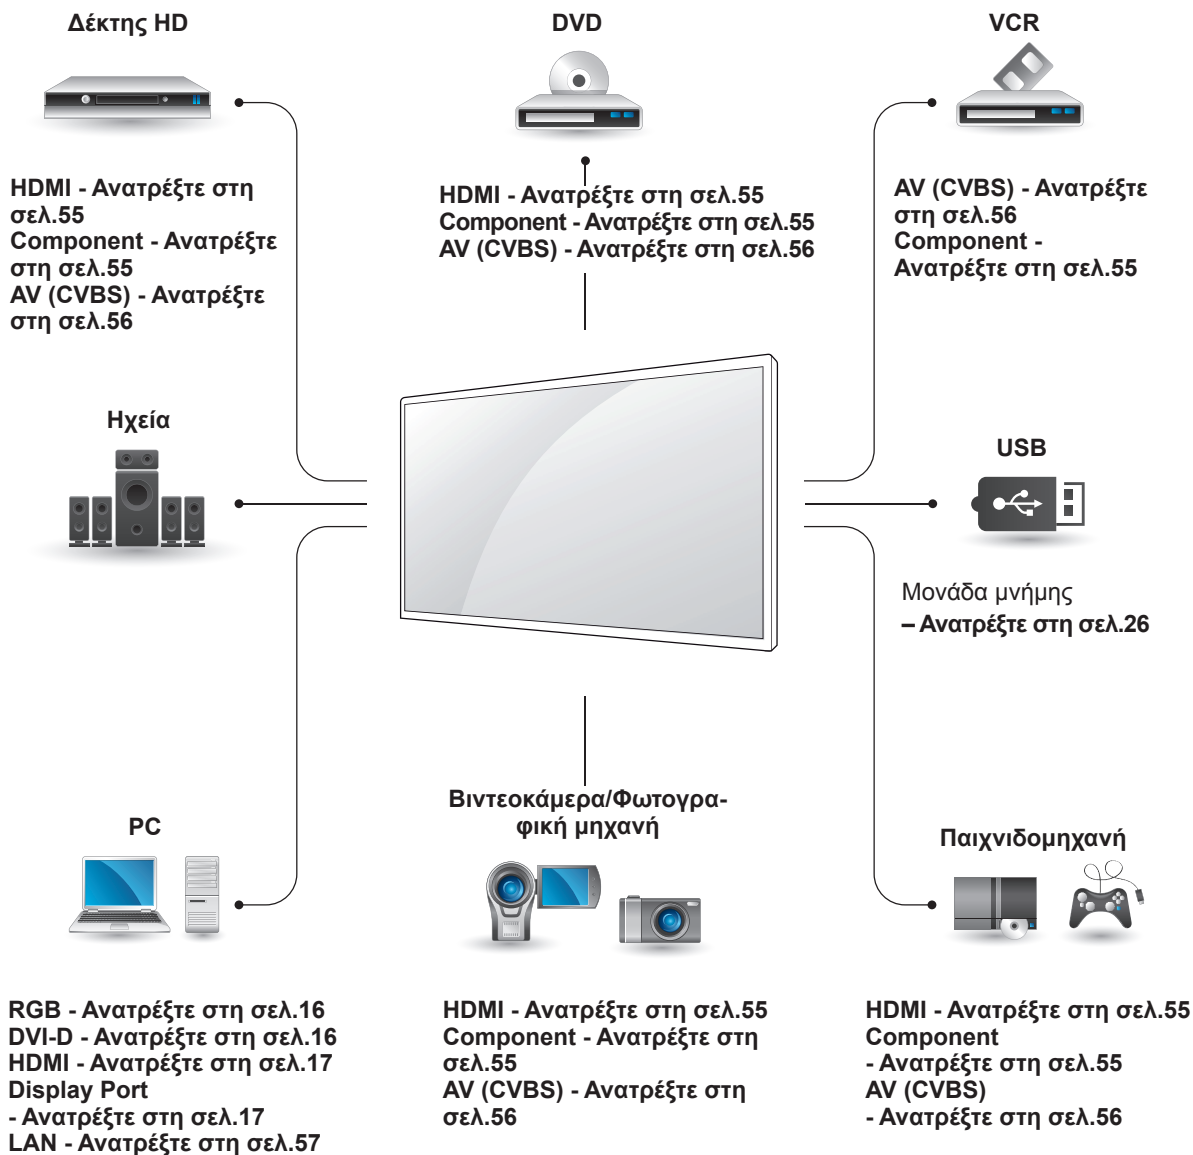 Δέκτης HD
HDMI - Ανατρέξτε στη
σελ.55
Component - Ανατρέξτε
στη σελ.55
AV (CVBS) - Ανατρέξτε
στη σελ.56
DVD
HDMI - Ανατρέξτε στη σελ.55
Component - Ανατρέξτε στη σελ.55
AV (CVBS) - Ανατρέξτε στη σελ.56
VCR
AV (CVBS) - Ανατρέξτε
στη σελ.56
Component -
Ανατρέξτε στη σελ.55
Ηχεία
USB
Μονάδα μνήμης
– Ανατρέξτε στη σελ.26
PC
RGB - Ανατρέξτε στη σελ.16
DVI-D - Ανατρέξτε στη σελ.16
HDMI - Ανατρέξτε στη σελ.17
Display Port
- Ανατρέξτε στη σελ.17
LAN - Ανατρέξτε στη σελ.57
Βιντεοκάμερα/Φωτογρα-
φική μηχανή
HDMI - Ανατρέξτε στη σελ.55
Component - Ανατρέξτε στη
σελ.55
AV (CVBS) - Ανατρέξτε στη
σελ.56
Παιχνιδομηχανή
HDMI - Ανατρέξτε στη σελ.55
Component
- Ανατρέξτε στη σελ.55
AV (CVBS)
- Ανατρέξτε στη σελ.56